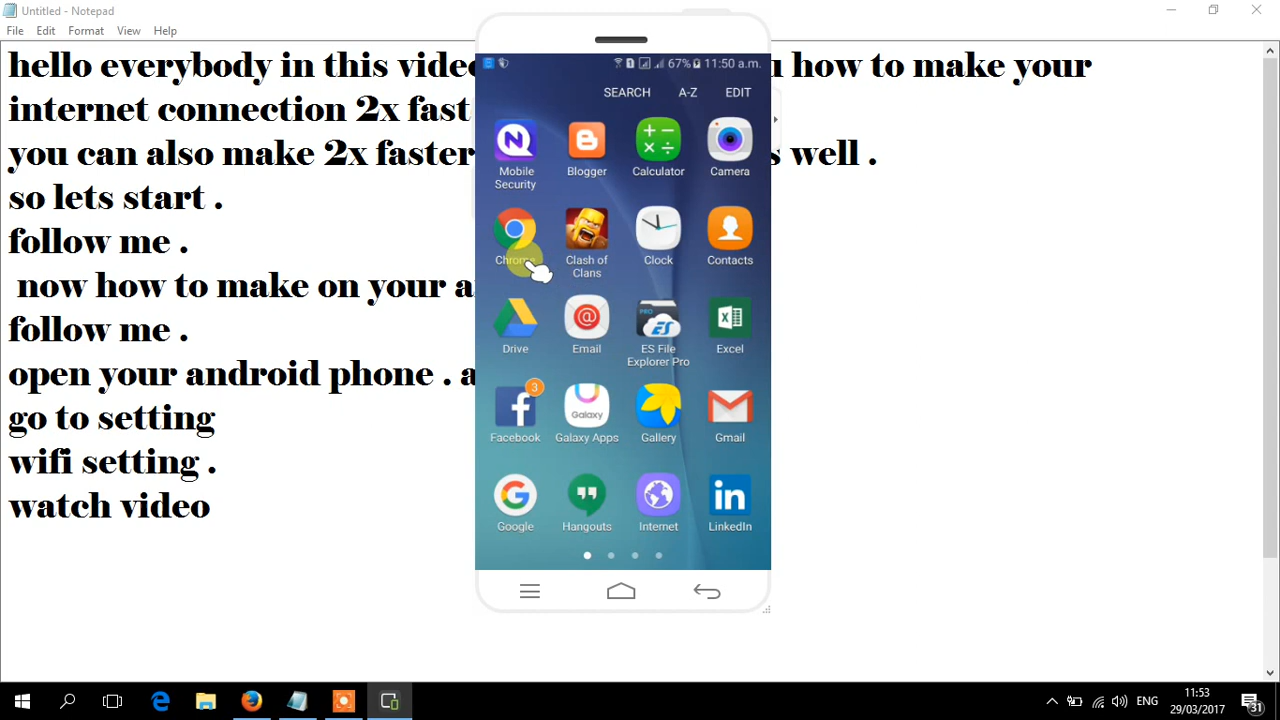 Untitled - Notepad
File Edit Format View Help
hello everybody in this vide
u how to make your
internet connection 2x fast
you can also make 2x faster
s well .
so lets start .
follow me .
now how to make on your a
follow me .
open your android phone . a
go to setting
wifi setting .
watch video
67% 11:50 a.m.
SEARCH A-Z EDIT
Mobile Security
Blogger
Calculator
Camera
Chrome
Clash of Clans
Clock
Contacts
Drive
Email
PRO
ES File Explorer Pro
Excel
3
Facebook
Galaxy
Galaxy Apps
Gallery
Gmail
Google
Hangouts
Internet
LinkedIn
ENG
11:53
29/03/2017
31